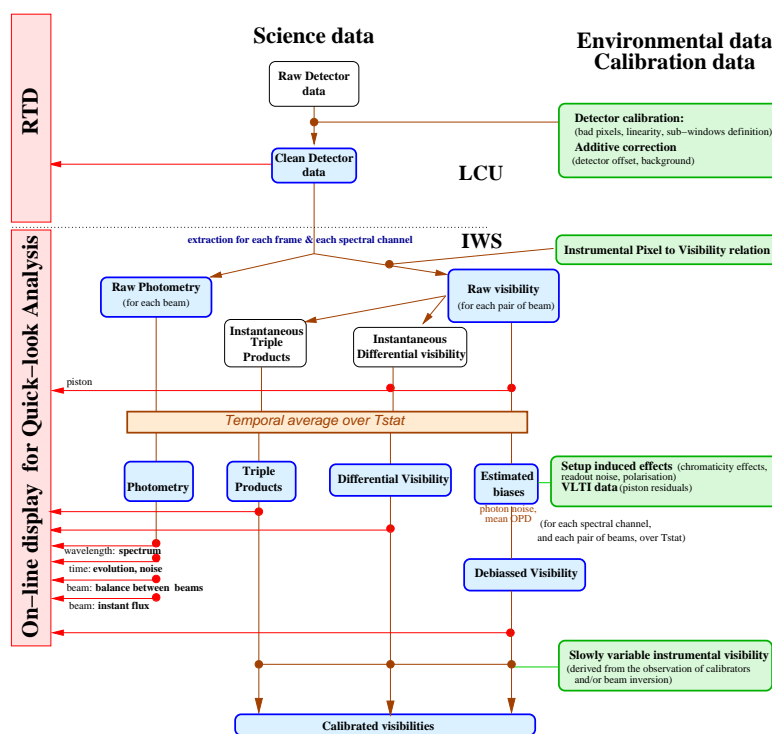 Science data
Environmental data
Calibration data
RTD
Raw Detector
data
Detector calibration:
(bad pixels, linearity, sub−windows definition)
Additive correction
(detector offset, background)
Clean Detector
data
LCU
On−line display for Quick−look Analysis
extraction for each frame & each spectral channel
IWS
Instrumental Pixel to Visibility relation
Raw Photometry
(for each beam)
Raw visibility
(for each pair of beam)
Instantaneous
Triple
Products
Instantaneous
Differential visibility
piston
Temporal average over Tstat
Photometry
Triple
Products
Differential Visibility
Estimated
biases
Setup induced effects (chromaticity effects,
readout noise, polarisation)
VLTI data (piston residuals)
photon noise,
mean OPD
(for each spectral channel,
and each pair of beams, over Tstat)
wavelength: spectrum
time: evolution, noise
beam: balance between beams
beam: instant flux
Debiassed Visibility
Slowly variable instrumental visibility
(derived from the observation of calibrators
and/or beam inversion)
Calibrated visibilities